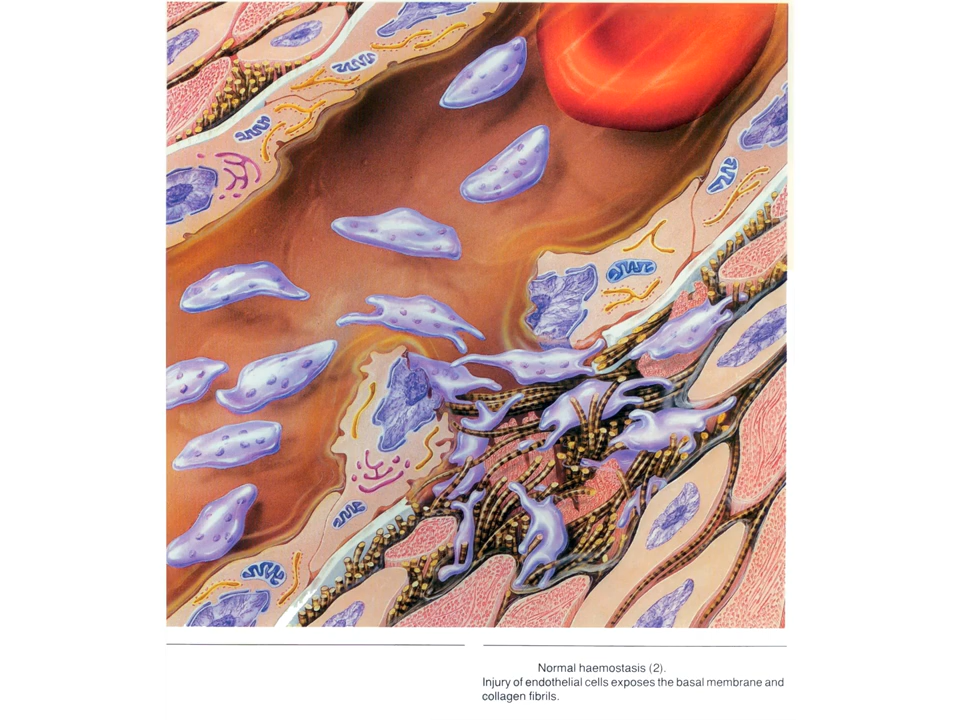 Normal haemostasis (2).
Injury of endothelial cells exposes the basal membrane and
collagen fibrils.